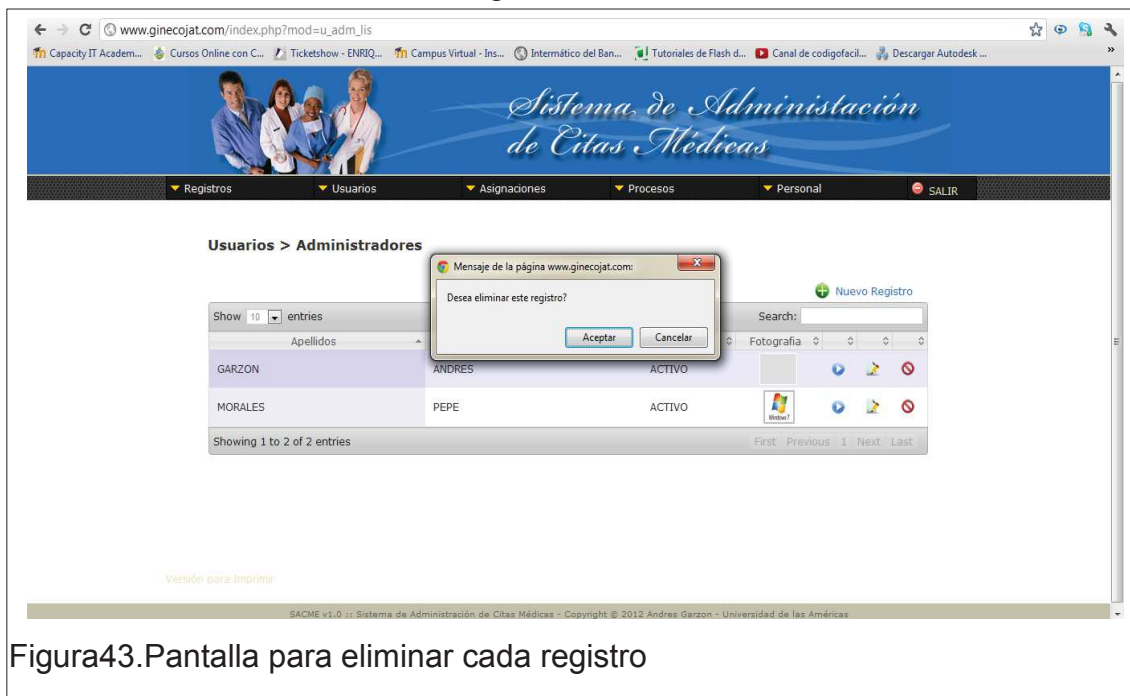 www.ginecojat.com/index.php?mod=u_adm_lis
Capacity IT Academ... Cursos Online con C... Ticketshow - ENRIQ... Campus Virtual - Ins... Intermático del Ban... Tutoriales de Flash d... Canal de codigofacil... Descargar Autodesk ... »
Sistema de Administación
de Citas Médicas
Registros Usuarios Asignaciones Procesos Personal SALIR
Usuarios > Administradores
Mensaje de la página www.ginecojat.com:
Desea eliminar este registro?
Aceptar Cancelar
Nuevo Registro
Show 10 entries Search:
Apellidos Fotografia
GARZON ANDRES ACTIVO
MORALES PEPE ACTIVO
Windows7
Showing 1 to 2 of 2 entries First Previous 1 Next Last
Versión para Imprimir
SACME v1.0 :: Sistema de Administración de Citas Médicas - Copyright © 2012 Andres Garzon - Universidad de las Américas
Figura43.Pantalla para eliminar cada registro